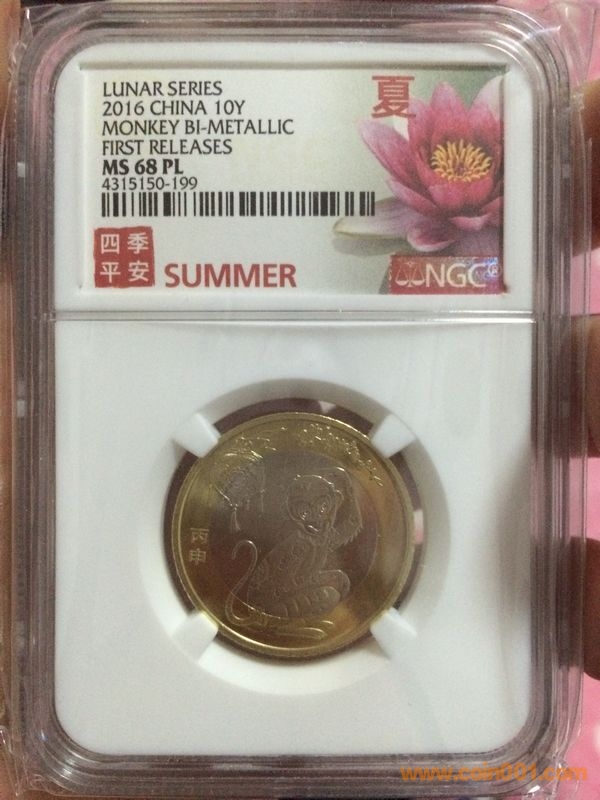 LUNAR SERIES
2016 CHINA 10Y
MONKEY BI-METALLIC
FIRST RELEASES
MS 68 PL
4315150-199
夏
四季
平安
SUMMER
NGC®
丙申
www.coin001.com